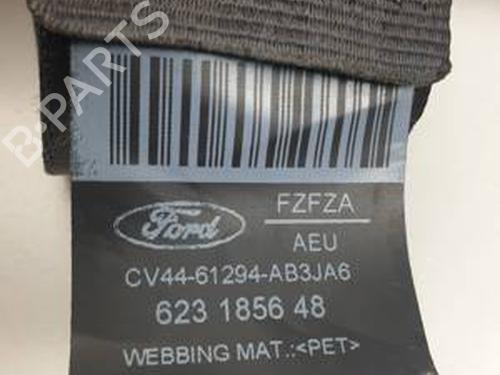 B-PARTS
Ford
FZFZA
AEU
CV44-61294-AB3JA6
623 1856 48
WEBBING MAT.:<PET>